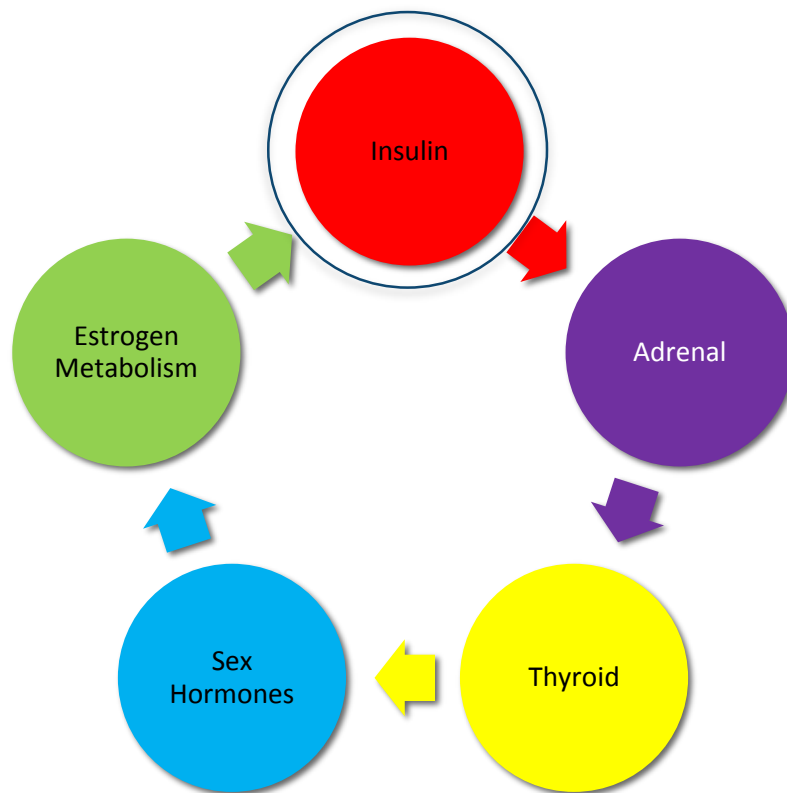 Insulin
Adrenal
Thyroid
Sex
Hormones
Estrogen
Metabolism